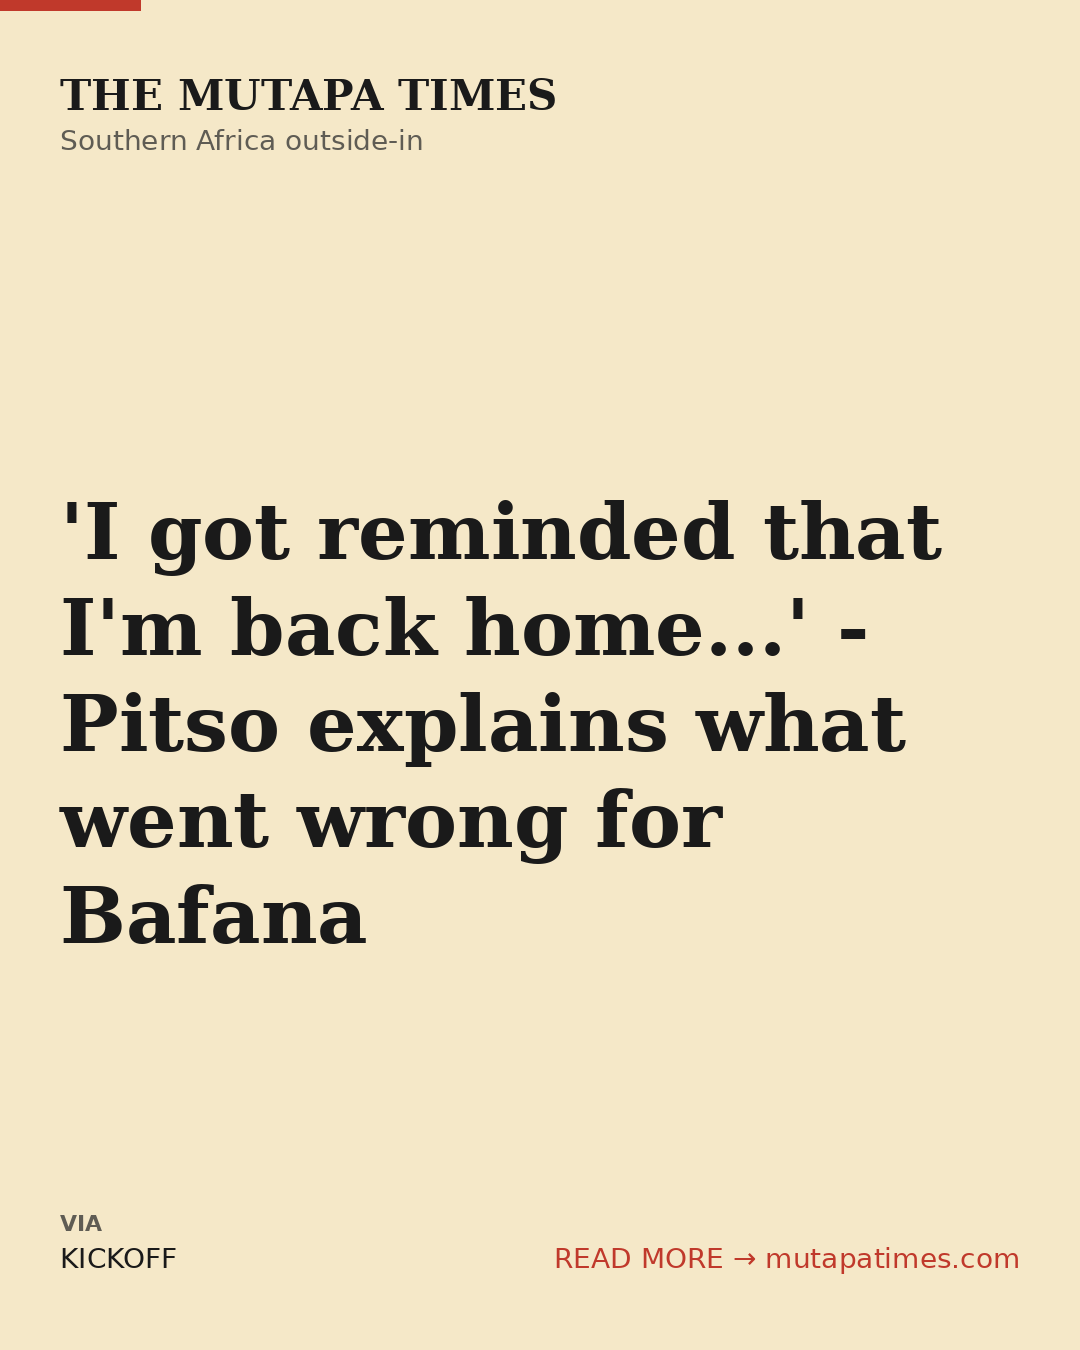 THE MUTAPA TIMES
Southern Africa outside-in
'I got reminded that
I'm back home...' -
Pitso explains what
went wrong for
Bafana
VIA
KICKOFF
READ MORE → mutapatimes.com